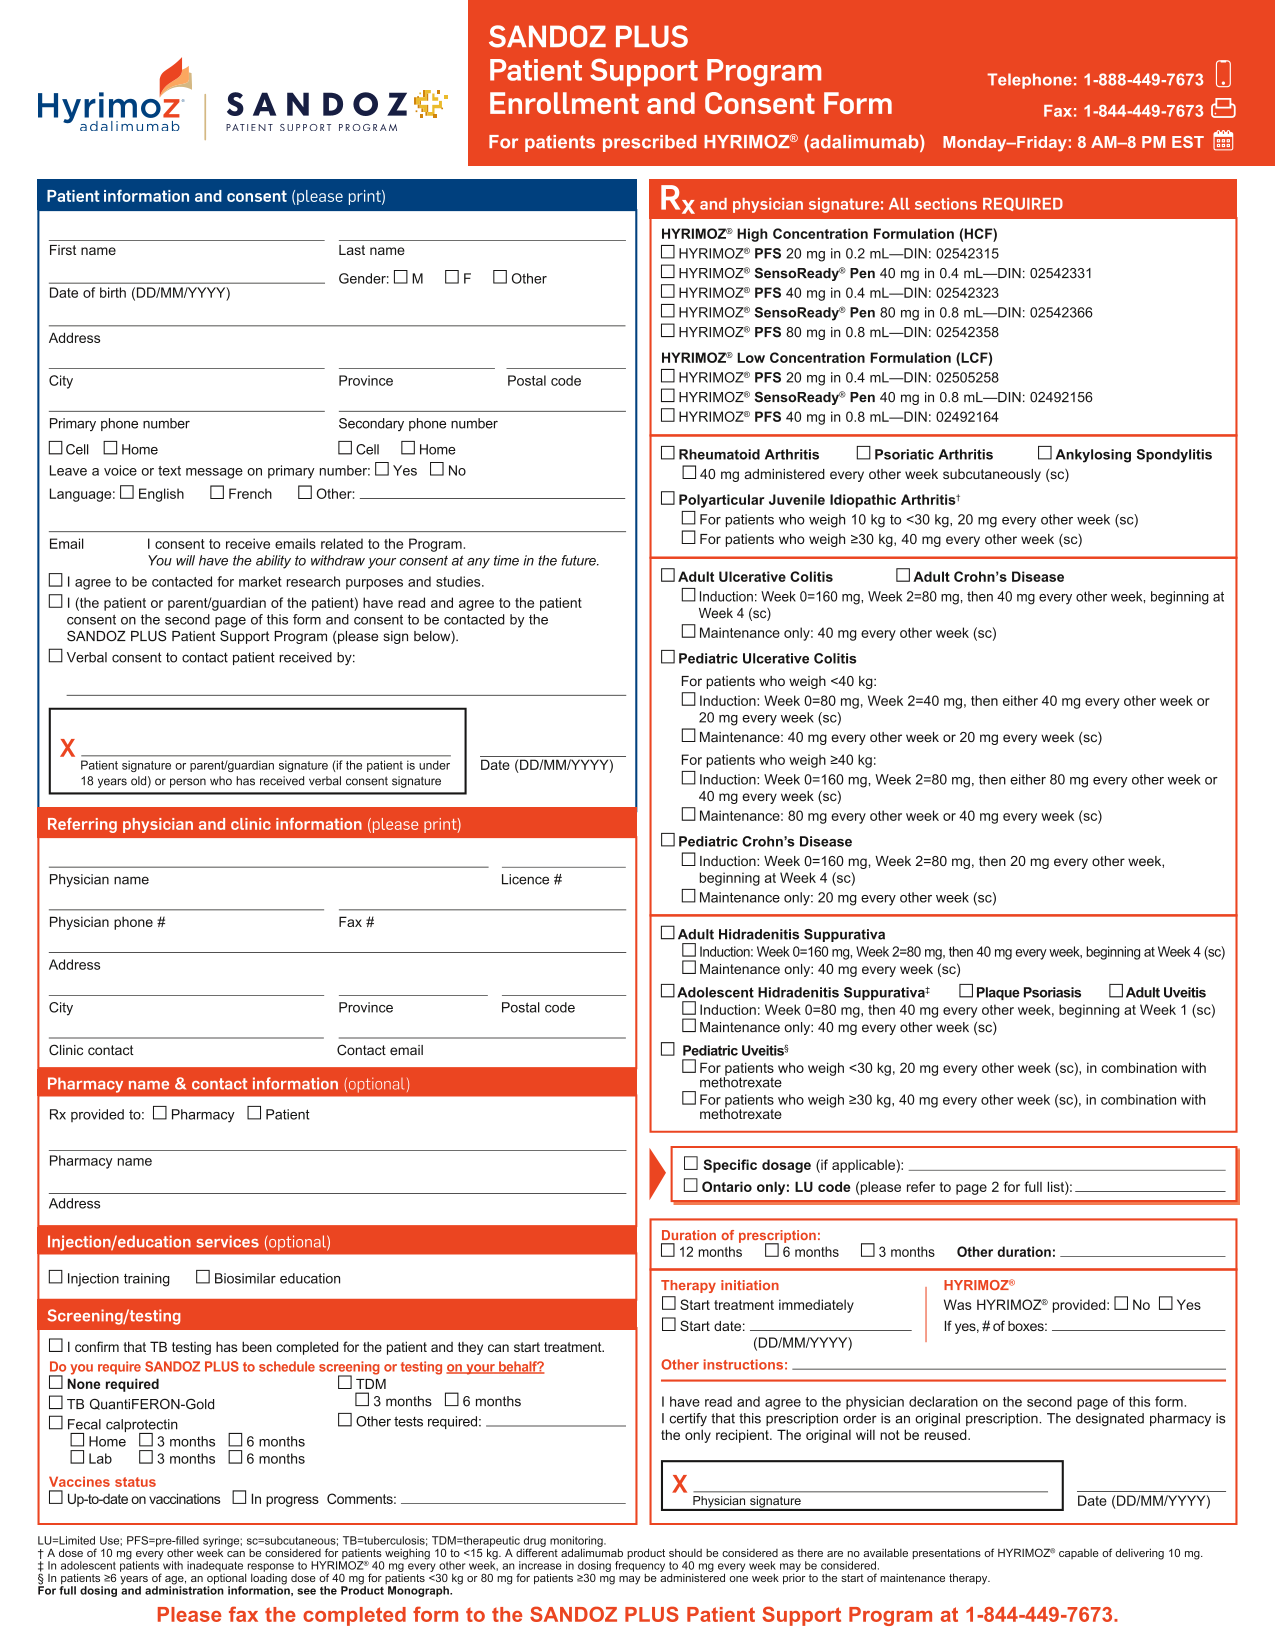 Hyrimoz®
adalimumab
SANDOZ
PATIENT SUPPORT PROGRAM
SANDOZ PLUS
Patient Support Program
Enrollment and Consent Form
For patients prescribed HYRIMOZ® (adalimumab)
Telephone: 1-888-449-7673
Fax: 1-844-449-7673
Monday–Friday: 8 AM–8 PM EST
Patient information and consent (please print)
First name Last name
Gender: ☐ M ☐ F ☐ Other
Date of birth (DD/MM/YYYY)
Address
City Province Postal code
Primary phone number Secondary phone number
☐ Cell ☐ Home ☐ Cell ☐ Home
Leave a voice or text message on primary number: ☐ Yes ☐ No
Language: ☐ English ☐ French ☐ Other:
Email I consent to receive emails related to the Program.
You will have the ability to withdraw your consent at any time in the future.
☐ I agree to be contacted for market research purposes and studies.
☐ I (the patient or parent/guardian of the patient) have read and agree to the patient
consent on the second page of this form and consent to be contacted by the
SANDOZ PLUS Patient Support Program (please sign below).
☐ Verbal consent to contact patient received by:
X
Patient signature or parent/guardian signature (if the patient is under
18 years old) or person who has received verbal consent signature
Date (DD/MM/YYYY)
Referring physician and clinic information (please print)
Physician name Licence #
Physician phone # Fax #
Address
City Province Postal code
Clinic contact Contact email
Pharmacy name & contact information (optional)
Rx provided to: ☐ Pharmacy ☐ Patient
Pharmacy name
Address
Injection/education services (optional)
☐ Injection training ☐ Biosimilar education
Screening/testing
☐ I confirm that TB testing has been completed for the patient and they can start treatment.
Do you require SANDOZ PLUS to schedule screening or testing on your behalf?
☐ None required ☐ TDM
☐ TB QuantiFERON-Gold ☐ 3 months ☐ 6 months
☐ Fecal calprotectin ☐ Other tests required:
☐ Home ☐ 3 months ☐ 6 months
☐ Lab ☐ 3 months ☐ 6 months
Vaccines status
☐ Up-to-date on vaccinations ☐ In progress Comments:
Rx and physician signature: All sections REQUIRED
HYRIMOZ® High Concentration Formulation (HCF)
☐ HYRIMOZ® PFS 20 mg in 0.2 mL—DIN: 02542315
☐ HYRIMOZ® SensoReady® Pen 40 mg in 0.4 mL—DIN: 02542331
☐ HYRIMOZ® PFS 40 mg in 0.4 mL—DIN: 02542323
☐ HYRIMOZ® SensoReady® Pen 80 mg in 0.8 mL—DIN: 02542366
☐ HYRIMOZ® PFS 80 mg in 0.8 mL—DIN: 02542358
HYRIMOZ® Low Concentration Formulation (LCF)
☐ HYRIMOZ® PFS 20 mg in 0.4 mL—DIN: 02505258
☐ HYRIMOZ® SensoReady® Pen 40 mg in 0.8 mL—DIN: 02492156
☐ HYRIMOZ® PFS 40 mg in 0.8 mL—DIN: 02492164
☐ Rheumatoid Arthritis ☐ Psoriatic Arthritis ☐ Ankylosing Spondylitis
☐ 40 mg administered every other week subcutaneously (sc)
☐ Polyarticular Juvenile Idiopathic Arthritis†
☐ For patients who weigh 10 kg to <30 kg, 20 mg every other week (sc)
☐ For patients who weigh ≥30 kg, 40 mg every other week (sc)
☐ Adult Ulcerative Colitis ☐ Adult Crohn's Disease
☐ Induction: Week 0=160 mg, Week 2=80 mg, then 40 mg every other week, beginning at
Week 4 (sc)
☐ Maintenance only: 40 mg every other week (sc)
☐ Pediatric Ulcerative Colitis
For patients who weigh <40 kg:
☐ Induction: Week 0=80 mg, Week 2=40 mg, then either 40 mg every other week or
20 mg every week (sc)
☐ Maintenance: 40 mg every other week or 20 mg every week (sc)
For patients who weigh ≥40 kg:
☐ Induction: Week 0=160 mg, Week 2=80 mg, then either 80 mg every other week or
40 mg every week (sc)
☐ Maintenance: 80 mg every other week or 40 mg every week (sc)
☐ Pediatric Crohn's Disease
☐ Induction: Week 0=160 mg, Week 2=80 mg, then 20 mg every other week,
beginning at Week 4 (sc)
☐ Maintenance only: 20 mg every other week (sc)
☐ Adult Hidradenitis Suppurativa
☐ Induction: Week 0=160 mg, Week 2=80 mg, then 40 mg every week, beginning at Week 4 (sc)
☐ Maintenance only: 40 mg every week (sc)
☐ Adolescent Hidradenitis Suppurativa‡ ☐ Plaque Psoriasis ☐ Adult Uveitis
☐ Induction: Week 0=80 mg, then 40 mg every other week, beginning at Week 1 (sc)
☐ Maintenance only: 40 mg every other week (sc)
☐ Pediatric Uveitis§
☐ For patients who weigh <30 kg, 20 mg every other week (sc), in combination with
methotrexate
☐ For patients who weigh ≥30 kg, 40 mg every other week (sc), in combination with
methotrexate
☐ Specific dosage (if applicable):
☐ Ontario only: LU code (please refer to page 2 for full list):
Duration of prescription:
☐ 12 months ☐ 6 months ☐ 3 months Other duration:
Therapy initiation
☐ Start treatment immediately
☐ Start date:
(DD/MM/YYYY)
HYRIMOZ®
Was HYRIMOZ® provided: ☐ No ☐ Yes
If yes, # of boxes:
Other instructions:
I have read and agree to the physician declaration on the second page of this form.
I certify that this prescription order is an original prescription. The designated pharmacy is
the only recipient. The original will not be reused.
X
Physician signature
Date (DD/MM/YYYY)
LU=Limited Use; PFS=pre-filled syringe; sc=subcutaneous; TB=tuberculosis; TDM=therapeutic drug monitoring.
† A dose of 10 mg every other week can be considered for patients weighing 10 to <15 kg. A different adalimumab product should be considered as there are no available presentations of HYRIMOZ® capable of delivering 10 mg.
‡ In adolescent patients with inadequate response to HYRIMOZ® 40 mg every other week, an increase in dosing frequency to 40 mg every week may be considered.
§ In patients ≥6 years of age, an optional loading dose of 40 mg for patients <30 kg or 80 mg for patients ≥30 mg may be administered one week prior to the start of maintenance therapy.
For full dosing and administration information, see the Product Monograph.
Please fax the completed form to the SANDOZ PLUS Patient Support Program at 1-844-449-7673.